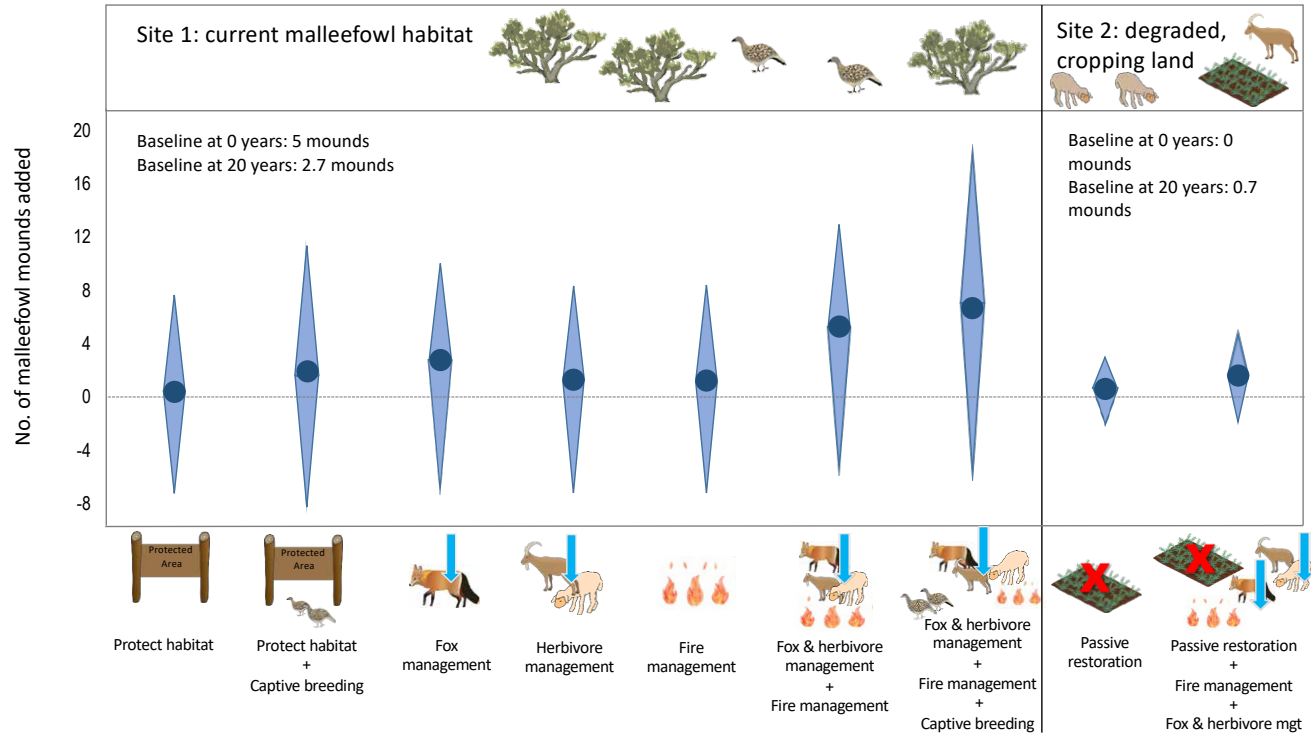 Site 1: current malleefowl habitat
Site 2: degraded,
cropping land
No. of malleefowl mounds added
20
16
12
8
4
0
-4
-8
Baseline at 0 years: 5 mounds
Baseline at 20 years: 2.7 mounds
Baseline at 0 years: 0
mounds
Baseline at 20 years: 0.7
mounds
Protected
Area
Protect habitat
Protected
Area
Protect habitat
+
Captive breeding
Fox
management
Herbivore
management
Fire
management
Fox & herbivore
management
+
Fire management
Fox & herbivore
management
+
Fire management
+
Captive breeding
X
Passive
restoration
X
Passive restoration
+
Fire management
+
Fox & herbivore mgt